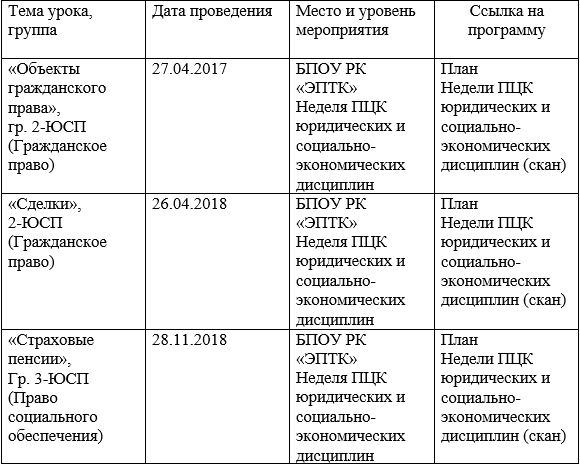 Тема урока,
группа
Дата проведения
Место и уровень
мероприятия
Ссылка на
программу
«Объекты
гражданского
права»,
гр. 2-ЮСП
(Гражданское
право)
27.04.2017
БПОУ РК
«ЭПТК»
Неделя ПЦК
юридических и
социально-
экономических
дисциплин
План
Недели ПЦК
юридических и
социально-
экономических
дисциплин (скан)
«Сделки»,
2-ЮСП
(Гражданское
право)
26.04.2018
БПОУ РК
«ЭПТК»
Неделя ПЦК
юридических и
социально-
экономических
дисциплин
План
Недели ПЦК
юридических и
социально-
экономических
дисциплин (скан)
«Страховые
пенсии»,
Гр. 3-ЮСП
(Право
социального
обеспечения)
28.11.2018
БПОУ РК
«ЭПТК»
Неделя ПЦК
юридических и
социально-
экономических
дисциплин
План
Недели ПЦК
юридических и
социально-
экономических
дисциплин (скан)